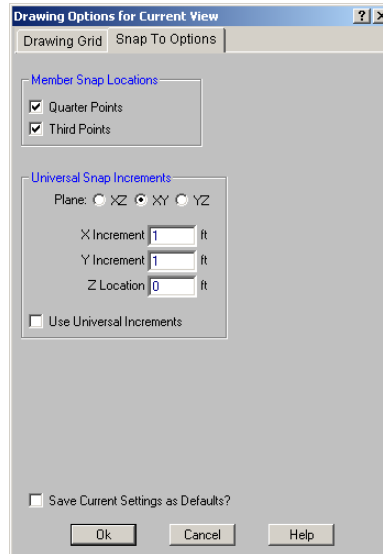 Drawing Options for Current View
Drawing Grid Snap To Options
Member Snap Locations
Quarter Points
Third Points
Universal Snap Increments
Plane: XZ XY YZ
X Increment 1 ft
Y Increment 1 ft
Z Location 0 ft
Use Universal Increments
Save Current Settings as Defaults?
Ok Cancel Help